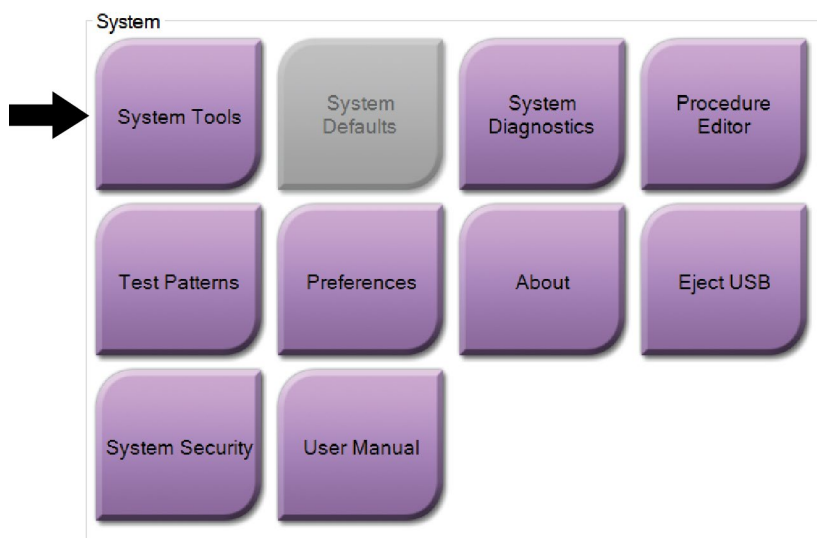 System
System Tools
System
Defaults
System
Diagnostics
Procedure
Editor
Test Patterns
Preferences
About
Eject USB
System Security
User Manual